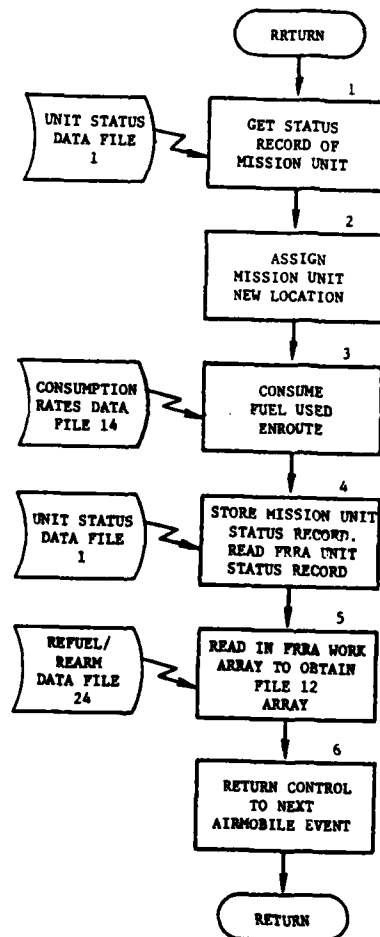 RRTURN
1
UNIT STATUS
DATA FILE
1
GET STATUS
RECORD OF
MISSION UNIT
2
ASSIGN
MISSION UNIT
NEW LOCATION
3
CONSUMPTION
RATES DATA
FILE 14
CONSUME
FUEL USED
ENROUTE
4
UNIT STATUS
DATA FILE
1
STORE MISSION UNIT
STATUS RECORD.
READ FRRA UNIT
STATUS RECORD
5
REFUEL/
REARM
DATA FILE
24
READ IN FRRA WORK
ARRAY TO OBTAIN
FILE 12
ARRAY
6
RETURN CONTROL
TO NEXT
AIRMOBILE EVENT
RETURN